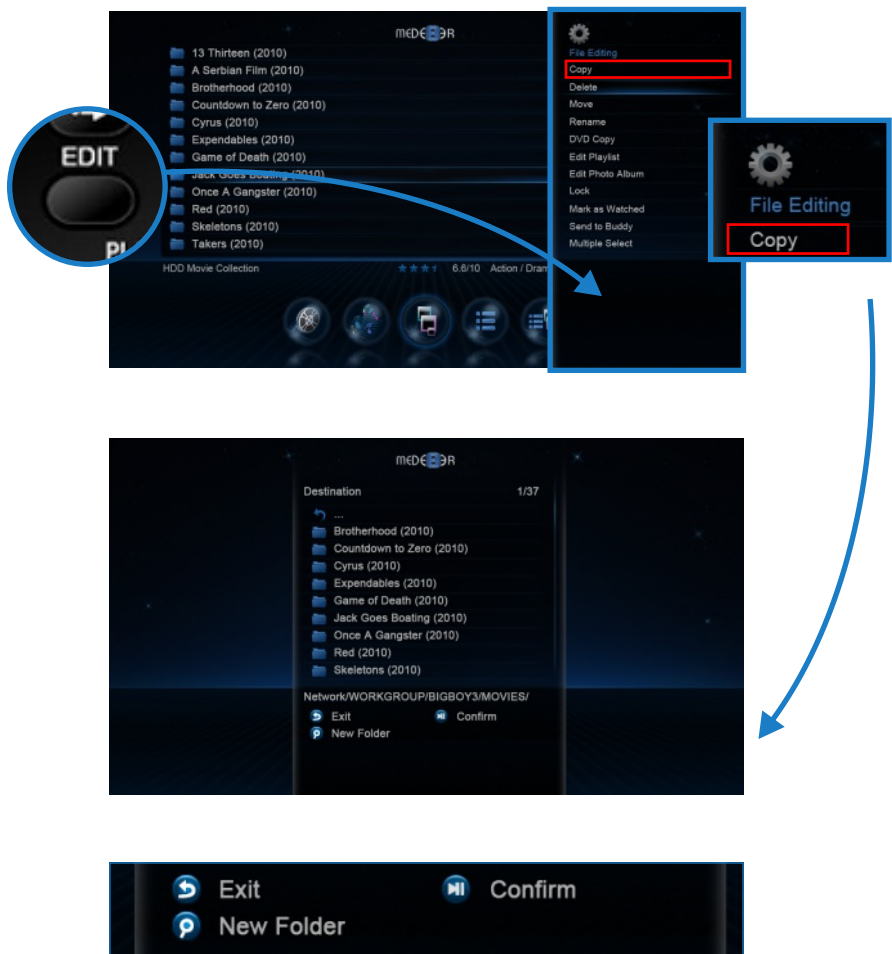 MEDE8ER
13 Thirteen (2010)
A Serbian Film (2010)
Brotherhood (2010)
Countdown to Zero (2010)
Cyrus (2010)
Expendables (2010)
Game of Death (2010)
Jack Goes Boating (2010)
Once A Gangster (2010)
Red (2010)
Skeletons (2010)
Takers (2010)
HDD Movie Collection
6.6/10 Action / Dram
File Editing
Copy
Delete
Move
Rename
DVD Copy
Edit Playlist
Edit Photo Album
Lock
Mark as Watched
Send to Buddy
Multiple Select
EDIT
File Editing
Copy
MEDE8ER
Destination 1/37
...
Brotherhood (2010)
Countdown to Zero (2010)
Cyrus (2010)
Expendables (2010)
Game of Death (2010)
Jack Goes Boating (2010)
Once A Gangster (2010)
Red (2010)
Skeletons (2010)
Network/WORKGROUP/BIGBOY3/MOVIES/
Exit Confirm
New Folder
Exit Confirm
New Folder